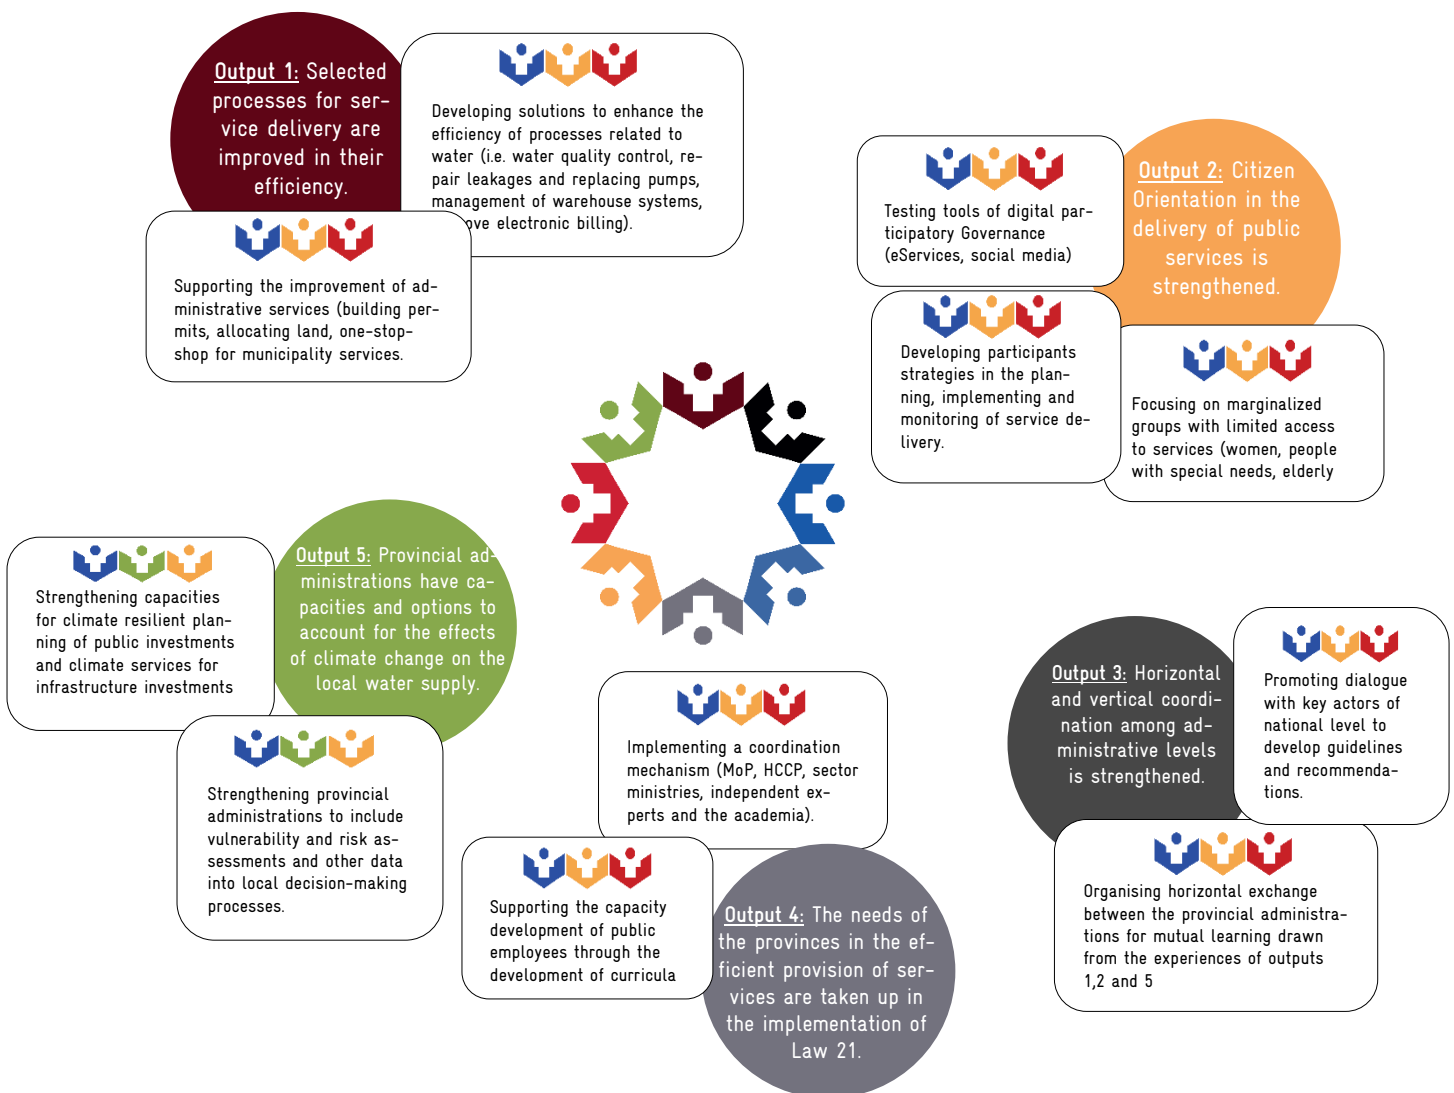 Output 1: Selected
processes for ser-
vice delivery are
improved in their
efficiency.
Developing solutions to enhance the
efficiency of processes related to
water (i.e. water quality control, re-
pair leakages and replacing pumps,
management of warehouse systems,
ove electronic billing).
Supporting the improvement of ad-
ministrative services (building per-
mits, allocating land, one-stop-
shop for municipality services.
Output 2: Citizen
Orientation in the
delivery of public
services is
strengthened.
Testing tools of digital par-
ticipatory Governance
(eServices, social media)
Developing participants
strategies in the plan-
ning, implementing and
monitoring of service de-
livery.
Focusing on marginalized
groups with limited access
to services (women, people
with special needs, elderly
Output 5: Provincial ad-
ministrations have ca-
pacities and options to
account for the effects
of climate change on the
local water supply.
Strengthening capacities
for climate resilient plan-
ning of public investments
and climate services for
infrastructure investments
Strengthening provincial
administrations to include
vulnerability and risk as-
sessments and other data
into local decision-making
processes.
Implementing a coordination
mechanism (MoP, HCCP, sector
ministries, independent ex-
perts and the academia).
Supporting the capacity
development of public
employees through the
development of curricula
Output 4: The needs of
the provinces in the ef-
ficient provision of ser-
vices are taken up in
the implementation of
Law 21.
Output 3: Horizontal
and vertical coordi-
nation among ad-
ministrative levels
is strengthened.
Promoting dialogue
with key actors of
national level to
develop guidelines
and recommenda-
tions.
Organising horizontal exchange
between the provincial administra-
tions for mutual learning drawn
from the experiences of outputs
1,2 and 5